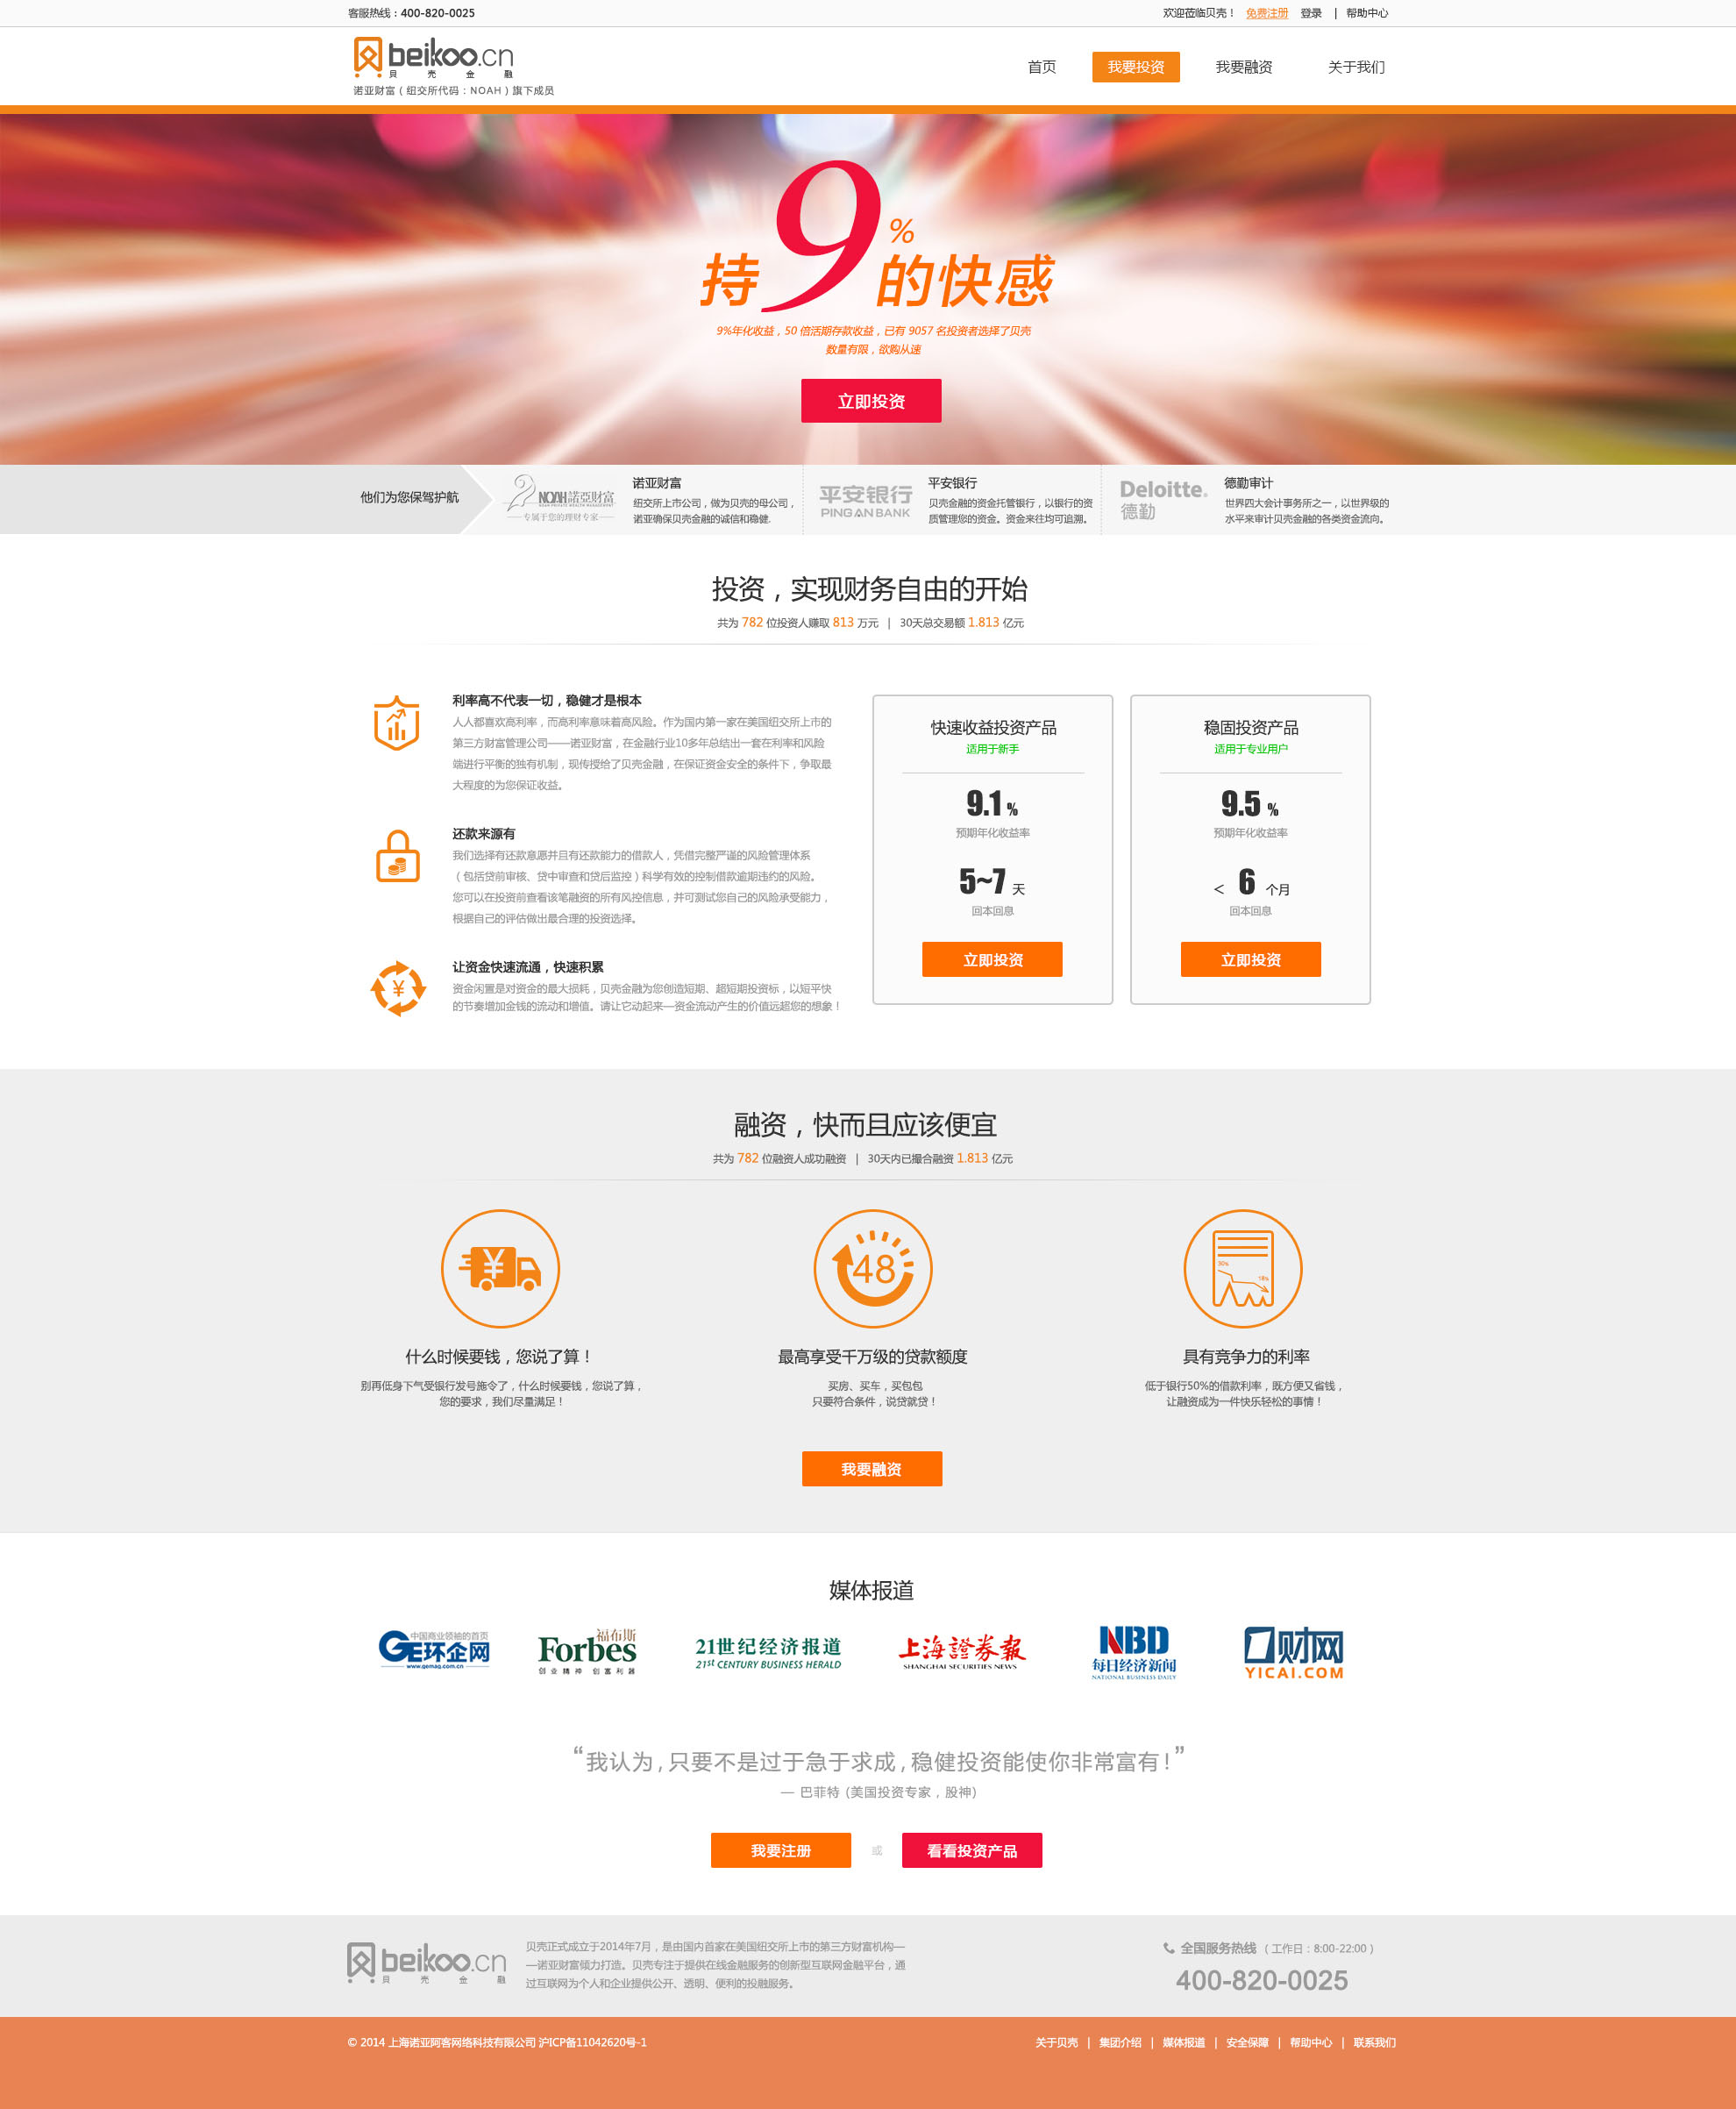 客服热线：400-820-0025
欢迎莅临贝壳！ 免费注册 登录 | 帮助中心
beikoo.cn
貝 壳 金 融
诺亚财富（纽交所代码：NOAH）旗下成员
首页 我要投资 我要融资 关于我们
持9%的快感
9%年化收益，50 倍活期存款收益，已有 9057 名投资者选择了贝壳
数量有限，欲购从速
立即投资
他们为您保驾护航
NOAH 諾亞財富
——专属于您的理财专家——
诺亚财富
纽交所上市公司，做为贝壳的母公司，
诺亚确保贝壳金融的诚信和稳健.
平安银行
PING AN BANK
平安银行
贝壳金融的资金托管银行，以银行的资
质管理您的资金。资金来往均可追溯。
Deloitte.
德勤
德勤审计
世界四大会计事务所之一，以世界级的
水平来审计贝壳金融的各类资金流向。
投资，实现财务自由的开始
共为 782 位投资人赚取 813 万元 | 30天总交易额 1.813 亿元
利率高不代表一切，稳健才是根本
人人都喜欢高利率，而高利率意味着高风险。作为国内第一家在美国纽交所上市的
第三方财富管理公司——诺亚财富，在金融行业10多年总结出一套在利率和风险
端进行平衡的独有机制，现传授给了贝壳金融，在保证资金安全的条件下，争取最
大程度的为您保证收益。
还款来源有
我们选择有还款意愿并且有还款能力的借款人，凭借完整严谨的风险管理体系
（包括贷前审核、贷中审查和贷后监控）科学有效的控制借款逾期违约的风险。
您可以在投资前查看该笔融资的所有风控信息，并可测试您自己的风险承受能力，
根据自己的评估做出最合理的投资选择。
¥
让资金快速流通，快速积累
资金闲置是对资金的最大损耗，贝壳金融为您创造短期、超短期投资标，以短平快
的节奏增加金钱的流动和增值。请让它动起来—资金流动产生的价值远超您的想象！
快速收益投资产品
适用于新手
9.1 %
预期年化收益率
5~7 天
回本回息
立即投资
稳固投资产品
适用于专业用户
9.5 %
预期年化收益率
< 6 个月
回本回息
立即投资
融资，快而且应该便宜
共为 782 位融资人成功融资 | 30天内已撮合融资 1.813 亿元
¥
48
30%
18%
什么时候要钱，您说了算！
别再低身下气受银行发号施令了，什么时候要钱，您说了算，
您的要求，我们尽量满足！
最高享受千万级的贷款额度
买房、买车，买包包
只要符合条件，说贷就贷！
具有竞争力的利率
低于银行50%的借款利率，既方便又省钱，
让融资成为一件快乐轻松的事情！
我要融资
媒体报道
中国商业领袖的首页
GE环企网
www.gemag.com.cn
福布斯
Forbes
创业精神 创富利器
21世纪经济报道
21st CENTURY BUSINESS HERALD
上海證券報
SHANGHAI SECURITIES NEWS
NBD
每日经济新闻
NATIONAL BUSINESS DAILY
财网
YICAI.COM
“我认为，只要不是过于急于求成，稳健投资能使你非常富有！”
— 巴菲特 (美国投资专家，股神)
我要注册 或 看看投资产品
beikoo.cn
貝 壳 金 融
贝壳正式成立于2014年7月，是由国内首家在美国纽交所上市的第三方财富机构—
—诺亚财富倾力打造。贝壳专注于提供在线金融服务的创新型互联网金融平台，通
过互联网为个人和企业提供公开、透明、便利的投融服务。
全国服务热线（工作日：8:00-22:00）
400-820-0025
© 2014 上海诺亚阿客网络科技有限公司 沪ICP备11042620号-1
关于贝壳 | 集团介绍 | 媒体报道 | 安全保障 | 帮助中心 | 联系我们